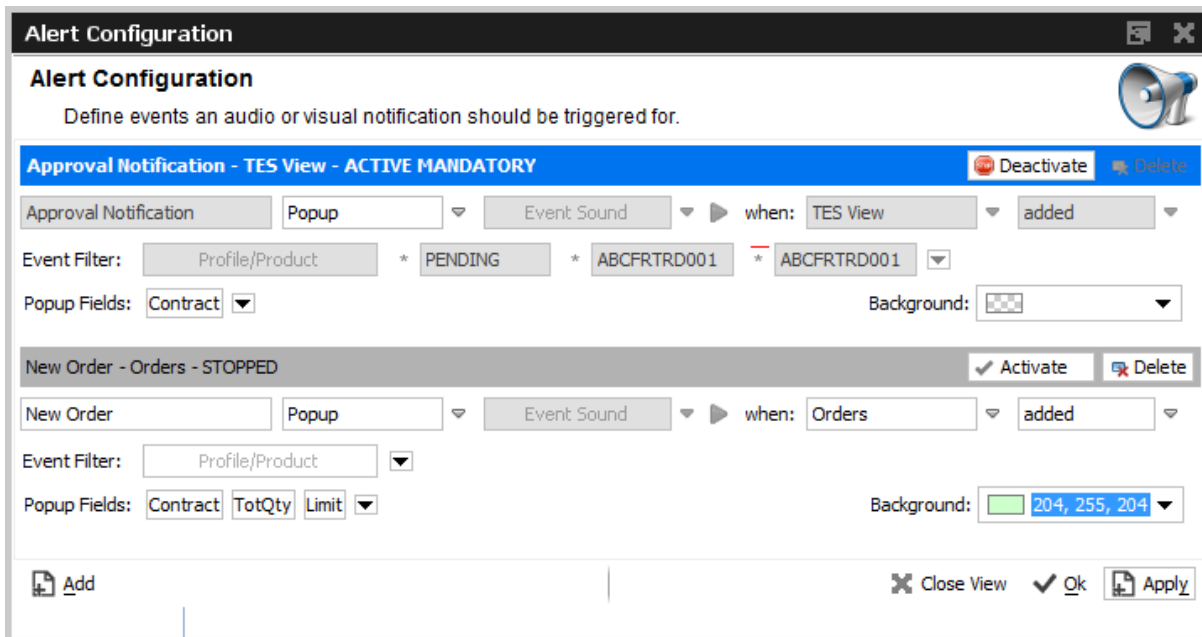 Alert Configuration
Alert Configuration
Define events an audio or visual notification should be triggered for.
Approval Notification - TES View - ACTIVE MANDATORY Deactivate Delete
Approval Notification Popup Event Sound when: TES View added
Event Filter: Profile/Product * PENDING * ABCFRTRD001 * ABCFRTRD001
Popup Fields: Contract Background:
New Order - Orders - STOPPED Activate Delete
New Order Popup Event Sound when: Orders added
Event Filter: Profile/Product
Popup Fields: Contract TotQty Limit Background: 204, 255, 204
Add Close View Ok Apply